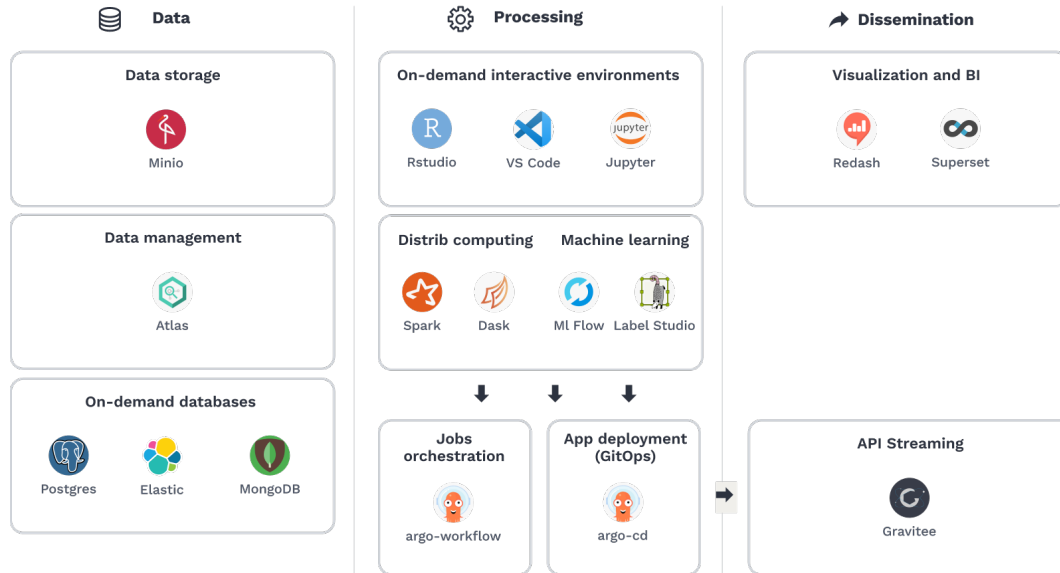 Data
Processing
Dissemination
Data storage
Minio
Data management
Atlas
On-demand databases
Postgres
Elastic
MongoDB
On-demand interactive environments
R
Rstudio
VS Code
jupyter
Jupyter
Distrib computing
Machine learning
Spark
Dask
Ml Flow
Label Studio
Jobs
orchestration
argo-workflow
App deployment
(GitOps)
argo-cd
Visualization and BI
Redash
Superset
API Streaming
Gravitee